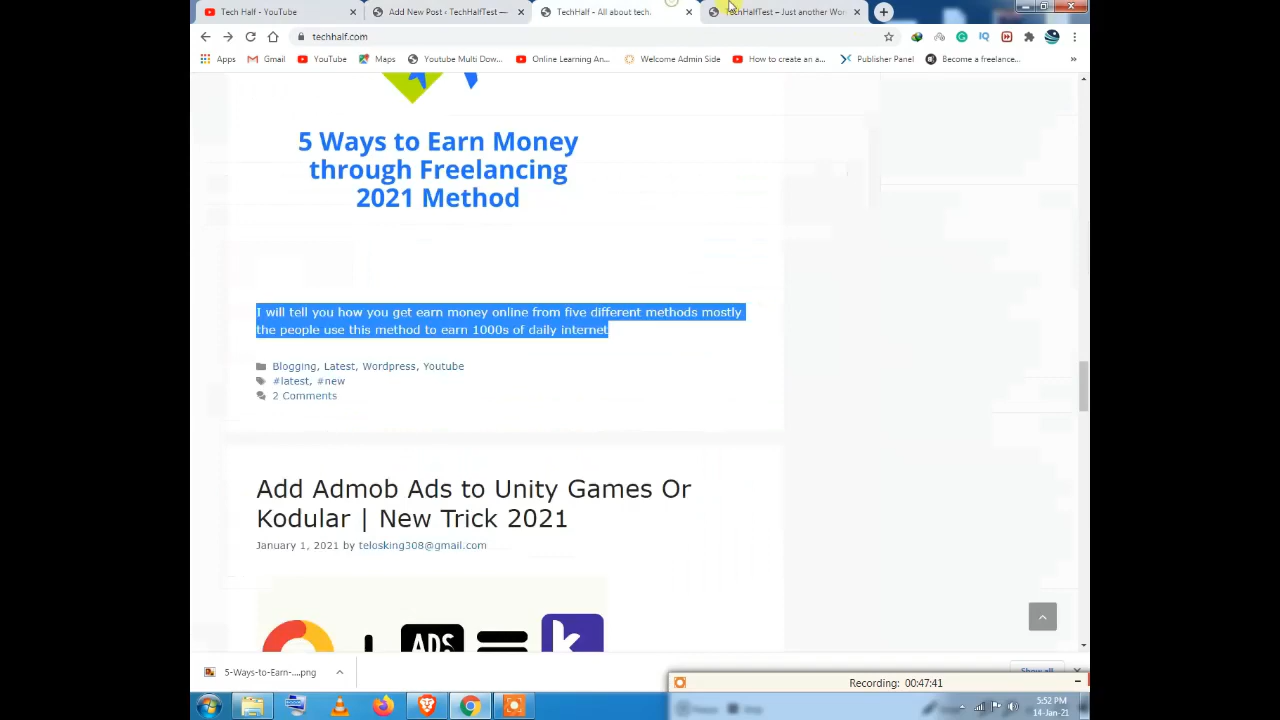 Tech Half - YouTube
Add New Post ‹ TechHalfTest —
TechHalf - All about tech.
TechHalfTest – Just another Wor
techhalf.com
Apps
Gmail
YouTube
Maps
Youtube Multi Dow...
Online Learning An...
Welcome Admin Side
How to create an a...
Publisher Panel
Become a freelance...
5 Ways to Earn Money
through Freelancing
2021 Method
I will tell you how you get earn money online from five different methods mostly
the people use this method to earn 1000s of daily internet
Blogging, Latest, Wordpress, Youtube
#latest, #new
2 Comments
Add Admob Ads to Unity Games Or
Kodular | New Trick 2021
January 1, 2021 by telosking308@gmail.com
ADS
5-Ways-to-Earn-....png
Show all
Recording: 00:47:41
5:52 PM
14-Jan-21